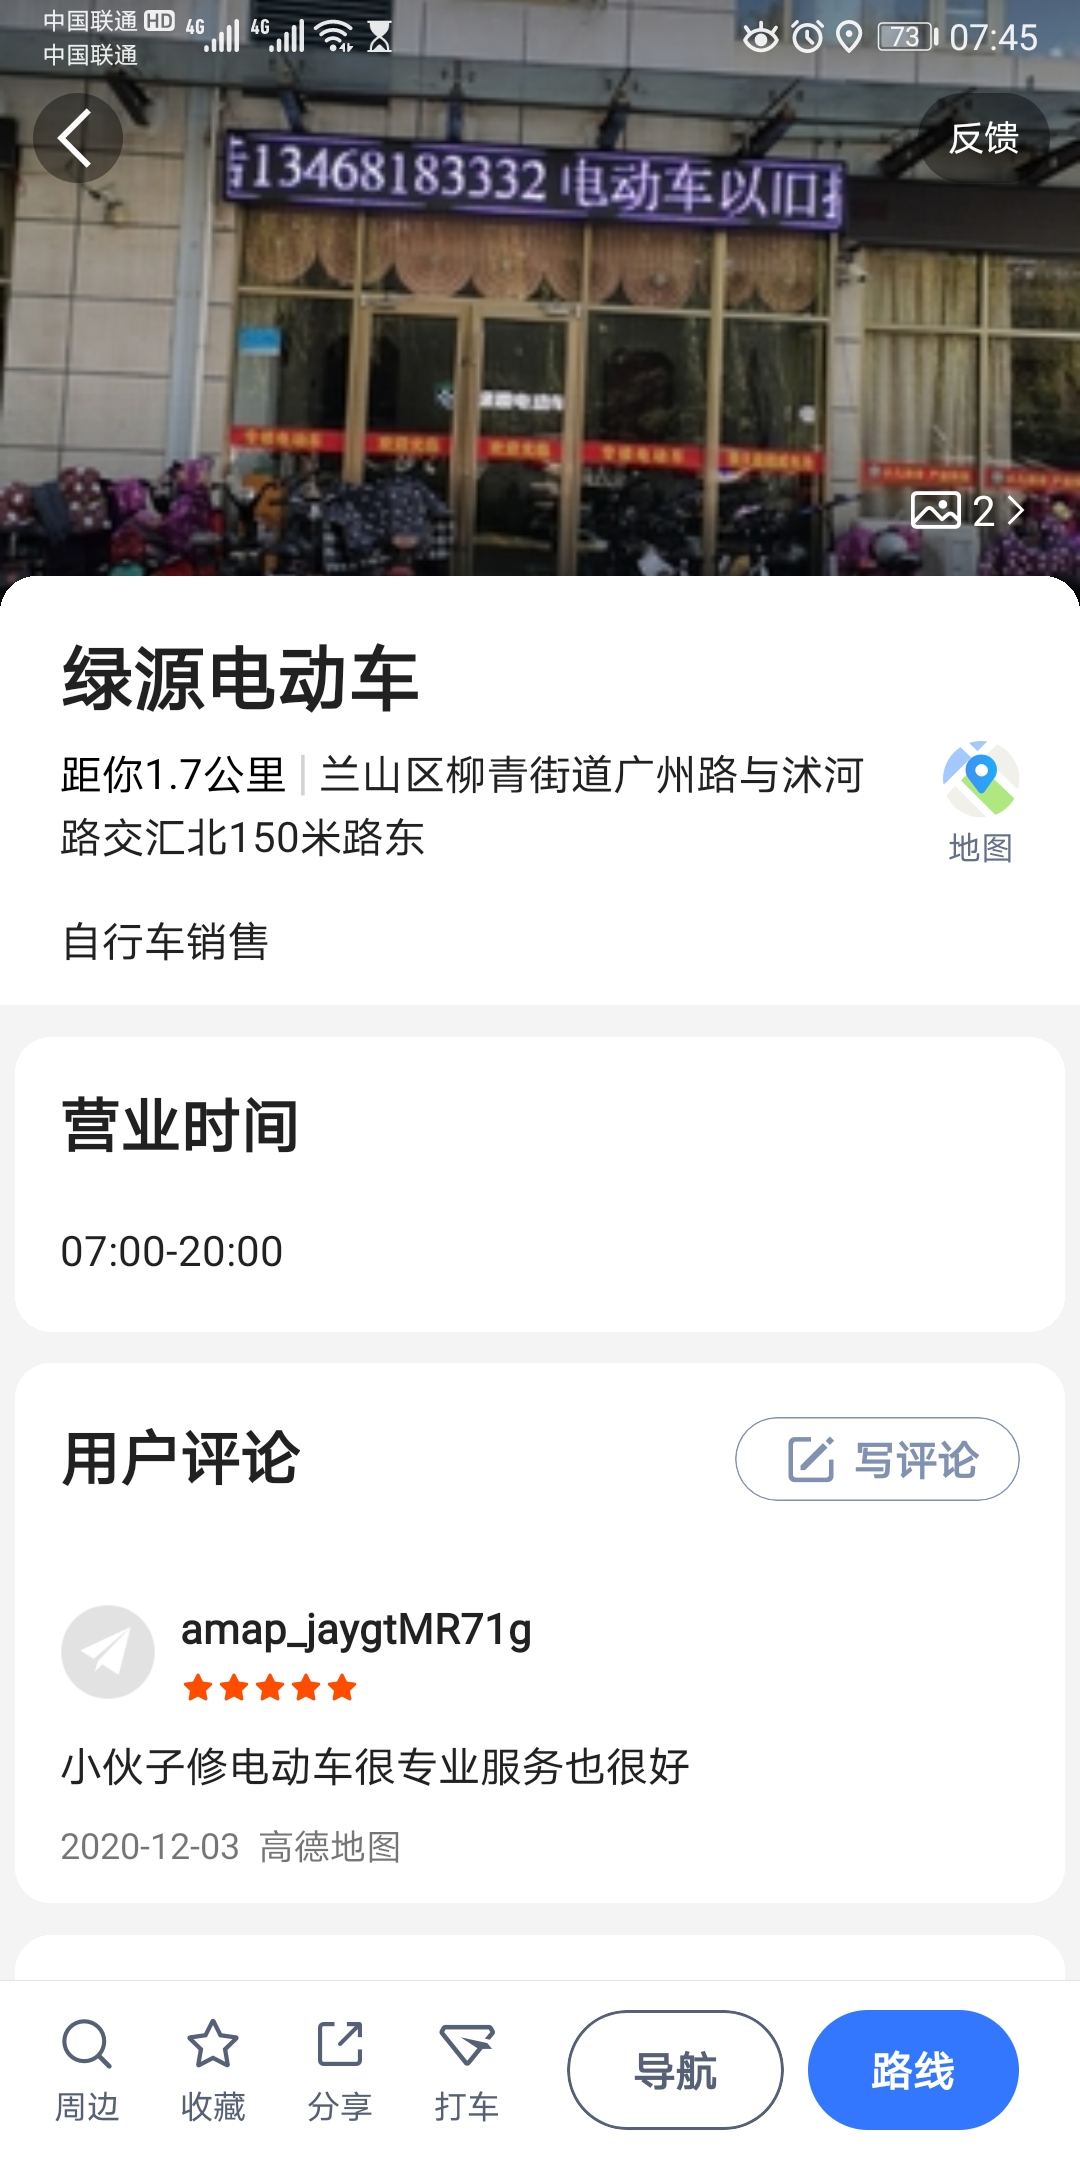 中国联通 HD 4G 4G 73 07:45
中国联通
反馈
13468183332 电动车以旧
2
绿源电动车
距你1.7公里 | 兰山区柳青街道广州路与沭河
路交汇北150米路东
地图
自行车销售
营业时间
07:00-20:00
用户评论
写评论
amap_jaygtMR71g
小伙子修电动车很专业服务也很好
2020-12-03 高德地图
周边 收藏 分享 打车 导航 路线